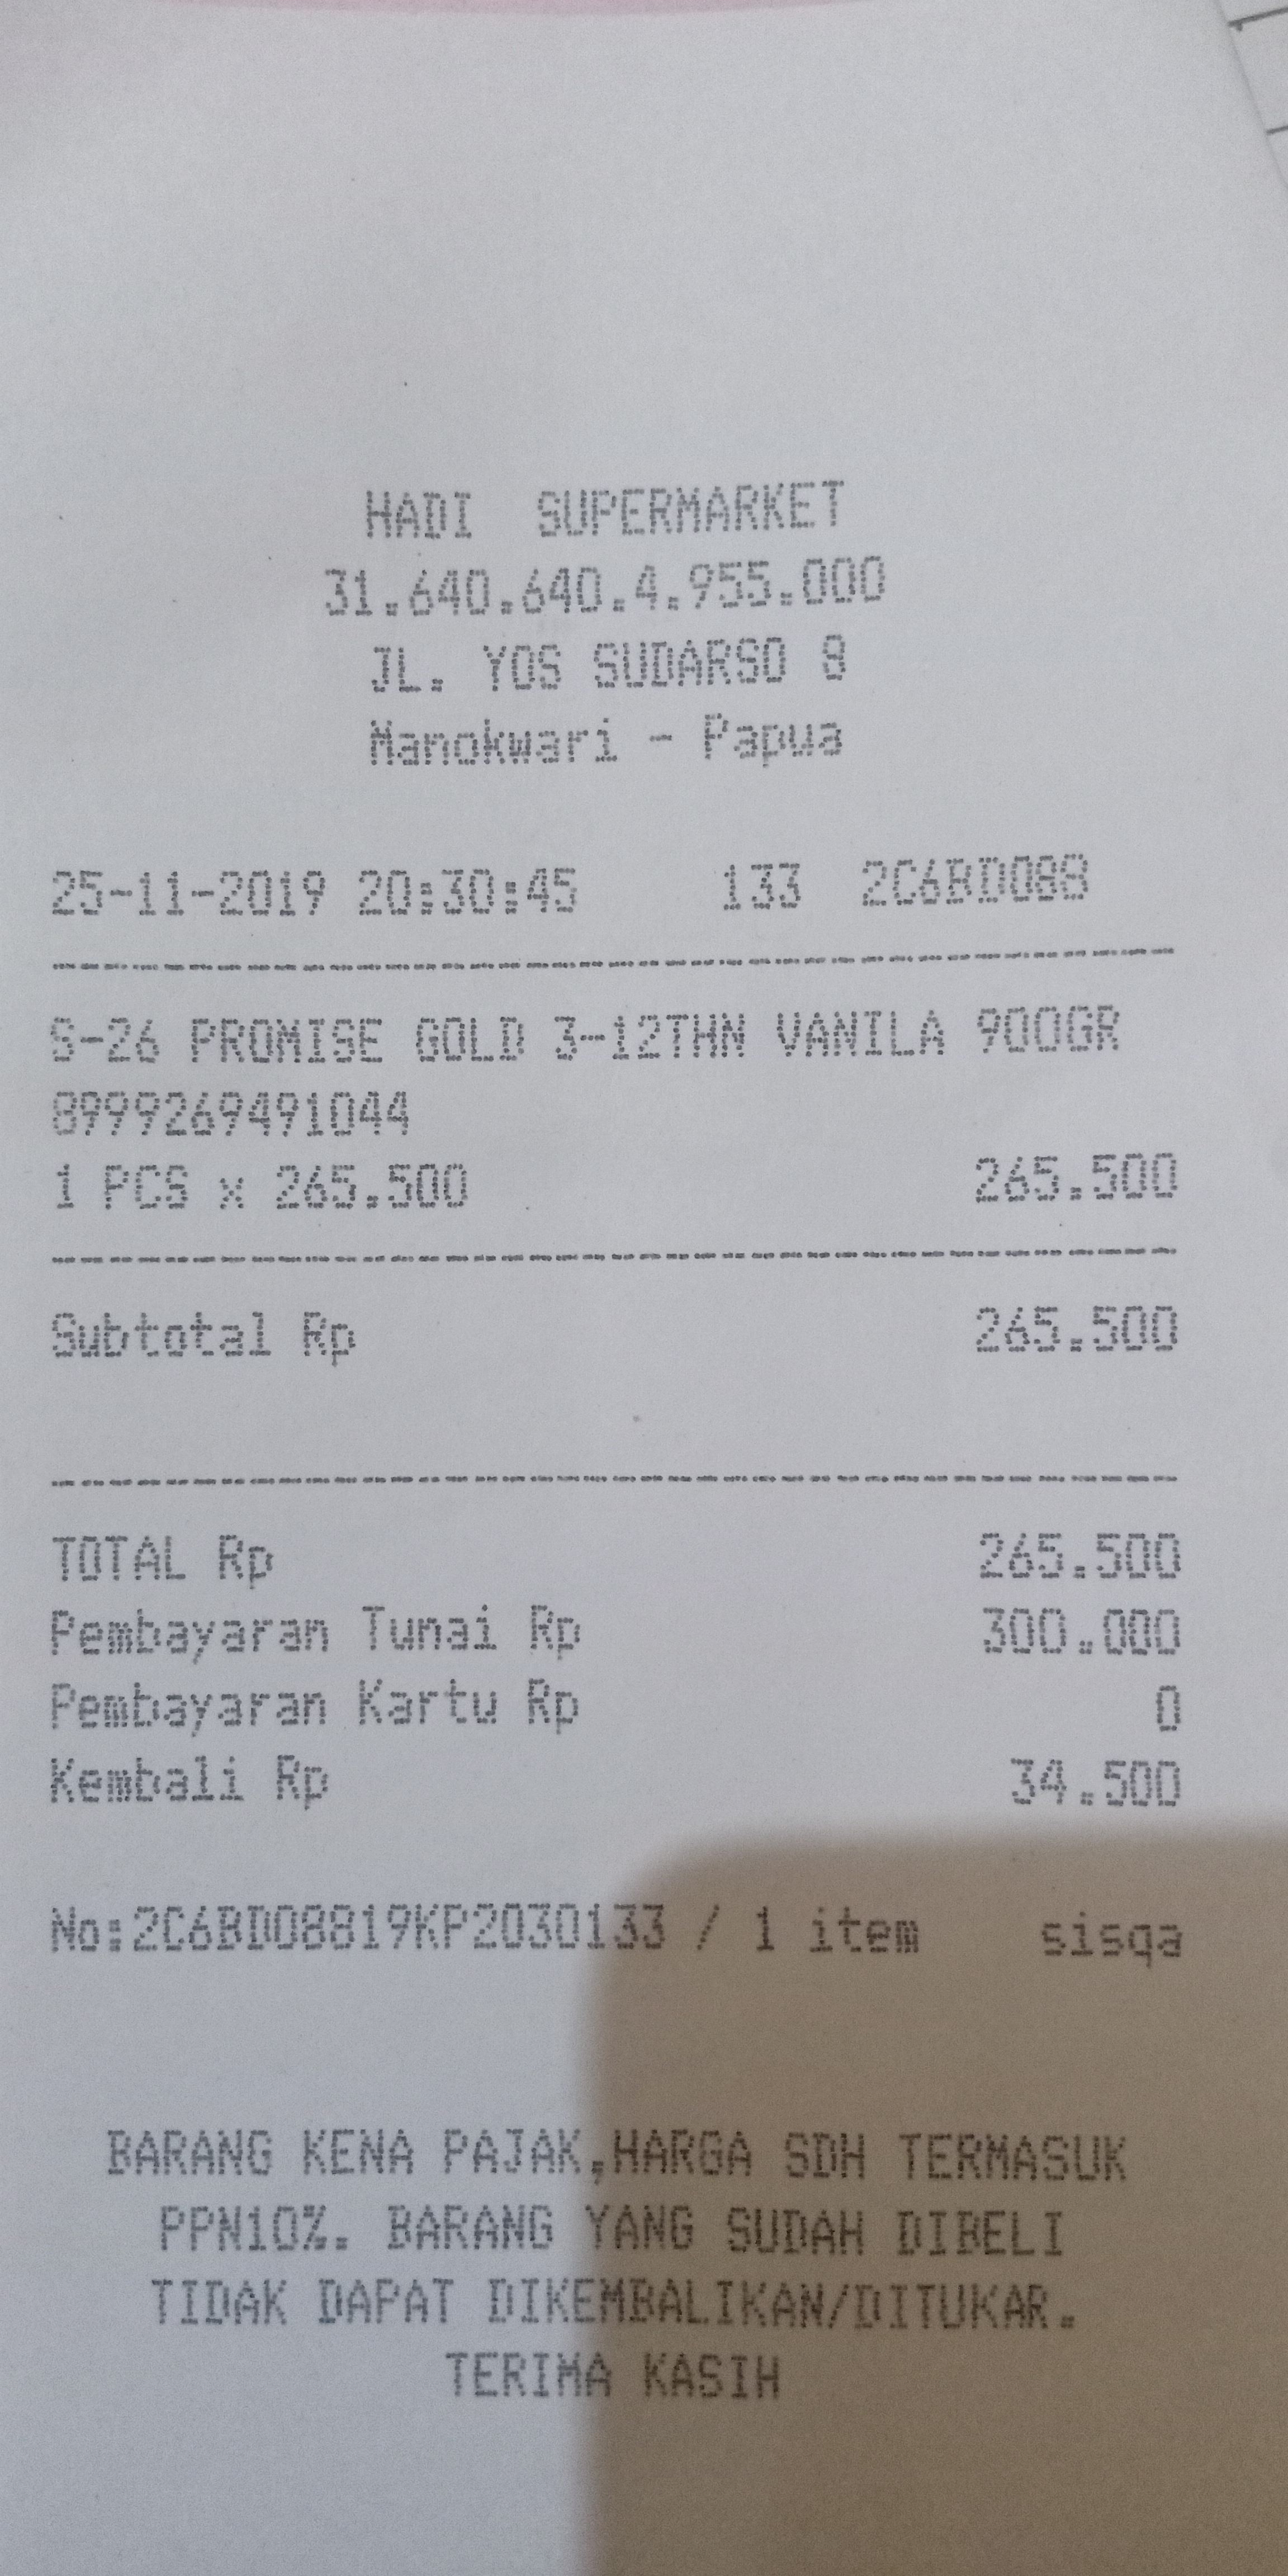 HADI SUPERMARKET
31.640.640.4.955.000
JL. YOS SUDARSO 8
Manokwari - Papua
25-11-2019 20:30:45 133 2C6BD088
S-26 PROMISE GOLD 3-12THN VANILA 900GR
8999269491044
1 PCS x 265.500 265.500
Subtotal Rp 265.500
TOTAL Rp 265.500
Pembayaran Tunai Rp 300.000
Pembayaran Kartu Rp 0
Kembali Rp 34.500
No:2C6BD08819KP2030133 / 1 item sisqa
BARANG KENA PAJAK,HARGA SDH TERMASUK
PPN10%. BARANG YANG SUDAH DIBELI
TIDAK DAPAT DIKEMBALIKAN/DITUKAR.
TERIMA KASIH